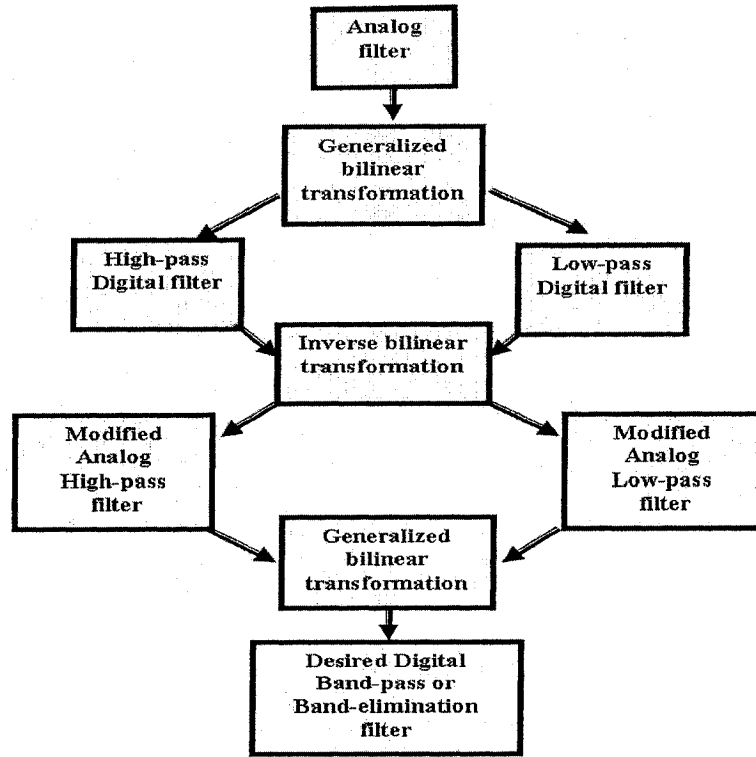 Analog
filter
Generalized
bilinear
transformation
High-pass
Digital filter
Low-pass
Digital filter
Inverse bilinear
transformation
Modified
Analog
High-pass
filter
Modified
Analog
Low-pass
filter
Generalized
bilinear
transformation
Desired Digital
Band-pass or
Band-elimination
filter